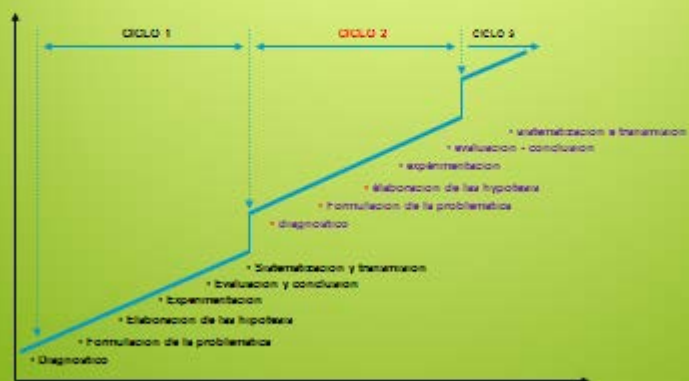 CICLO 1
CICLO 2
CICLO 3
• sistematizacion e transmision
• evaluacion - conclusion
• experimentacion
• elaboracion de las hypotesis
• Formulacion de la problematica
• diagnostico
• Sistematizacion y transmision
• Evaluacion y conclusion
• Experimentacion
• Elaboracion de las hipotesis
• Formulacion de la problematica
• Diagnostico